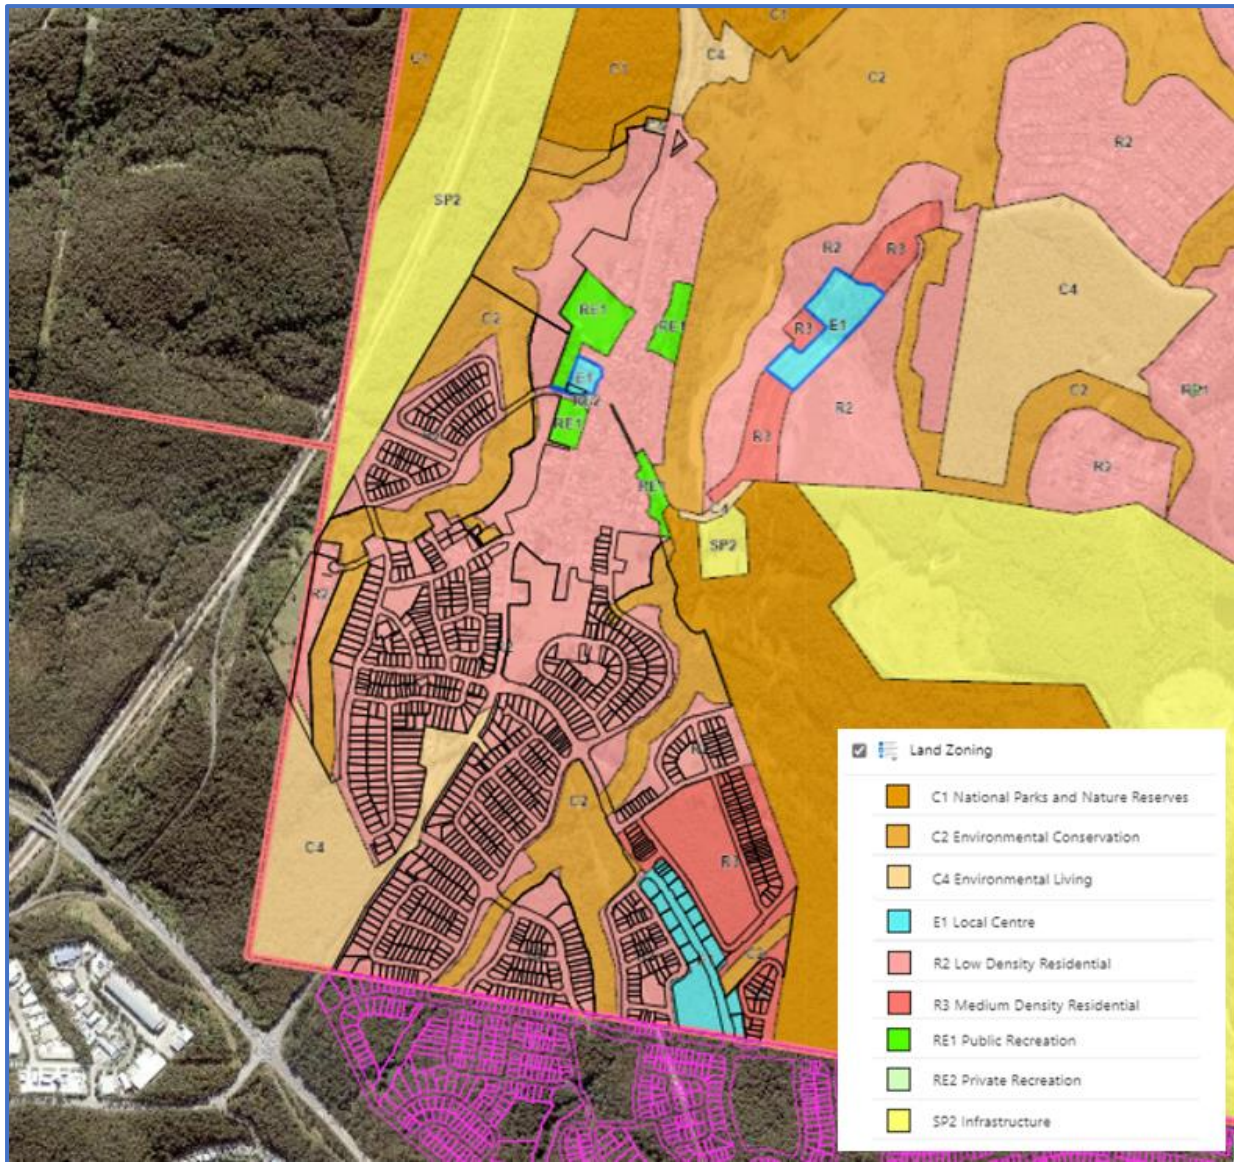 C1
C4
C1
C1
C2
R2
SP2
R2
R3
C4
RE1
C2
RE1
R3
E1
E1
C2
RE1
RE2
R2
RE1
R3
R2
RE1
C4
SP2
R2
C2
C4
R3
C2
Land Zoning
C1 National Parks and Nature Reserves
C2 Environmental Conservation
C4 Environmental Living
E1 Local Centre
R2 Low Density Residential
R3 Medium Density Residential
RE1 Public Recreation
RE2 Private Recreation
SP2 Infrastructure